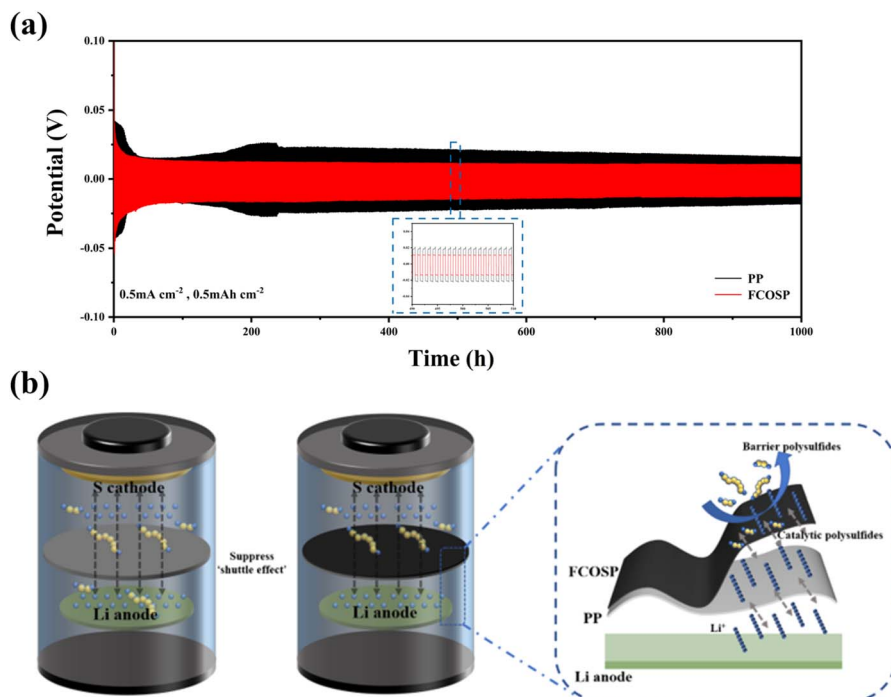 (a)
0.10
0.05
0.00
-0.05
-0.10
Potential (V)
0.5mA cm⁻² , 0.5mAh cm⁻²
PP
FCOSP
0
200
400
600
800
1000
Time (h)
(b)
S cathode
Li anode
Suppress
'shuttle effect'
S cathode
Li anode
Barrier polysulfides
Catalytic polysulfides
FCOSP
PP
Li⁺
Li anode